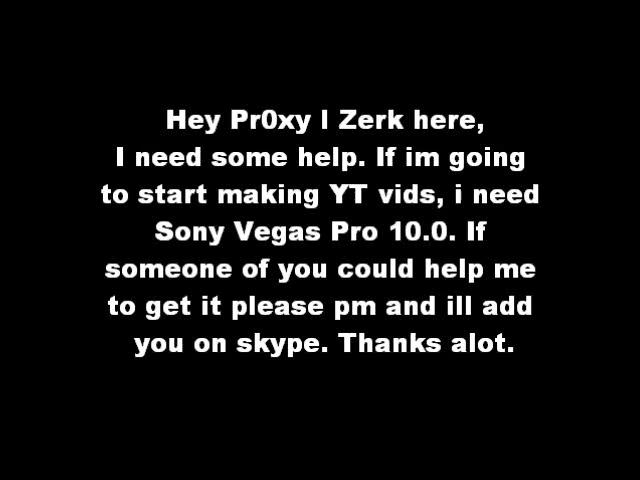 Hey Pr0xy I Zerk here,
I need some help. If im going
to start making YT vids, i need
Sony Vegas Pro 10.0. If
someone of you could help me
to get it please pm and ill add
you on skype. Thanks alot.